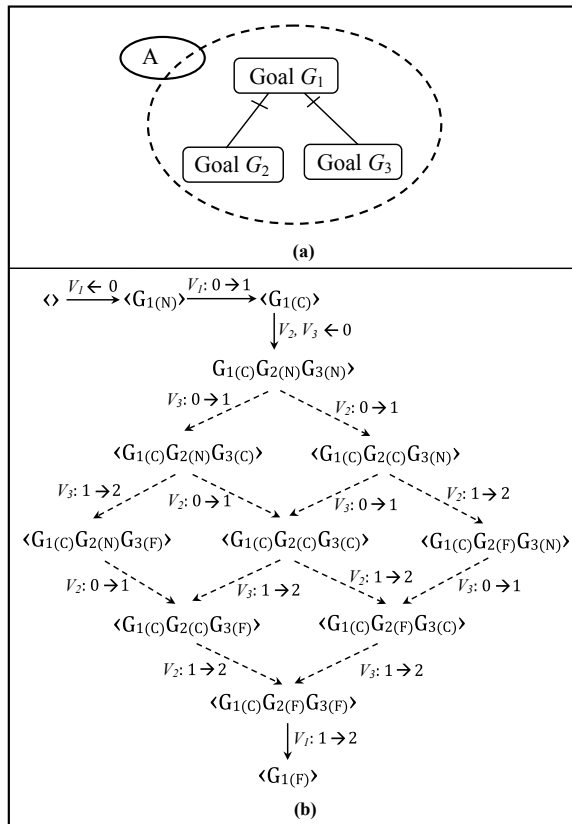 A
Goal G1
Goal G2 Goal G3
(a)
‹› V1 ← 0 ‹G1(N)› V1: 0 → 1 ‹G1(C)›
V2, V3 ← 0
G1(C)G2(N)G3(N)›
V3: 0 → 1 V2: 0 → 1
‹G1(C)G2(N)G3(C)› ‹G1(C)G2(C)G3(N)›
V3: 1 → 2 V2: 0 → 1 V3: 0 → 1 V2: 1 → 2
‹G1(C)G2(N)G3(F)› ‹G1(C)G2(C)G3(C)› ‹G1(C)G2(F)G3(N)›
V2: 0 → 1 V3: 1 → 2 V2: 1 → 2 V3: 0 → 1
‹G1(C)G2(C)G3(F)› ‹G1(C)G2(F)G3(C)›
V2: 1 → 2 V3: 1 → 2
‹G1(C)G2(F)G3(F)›
V1: 1 → 2
‹G1(F)›
(b)